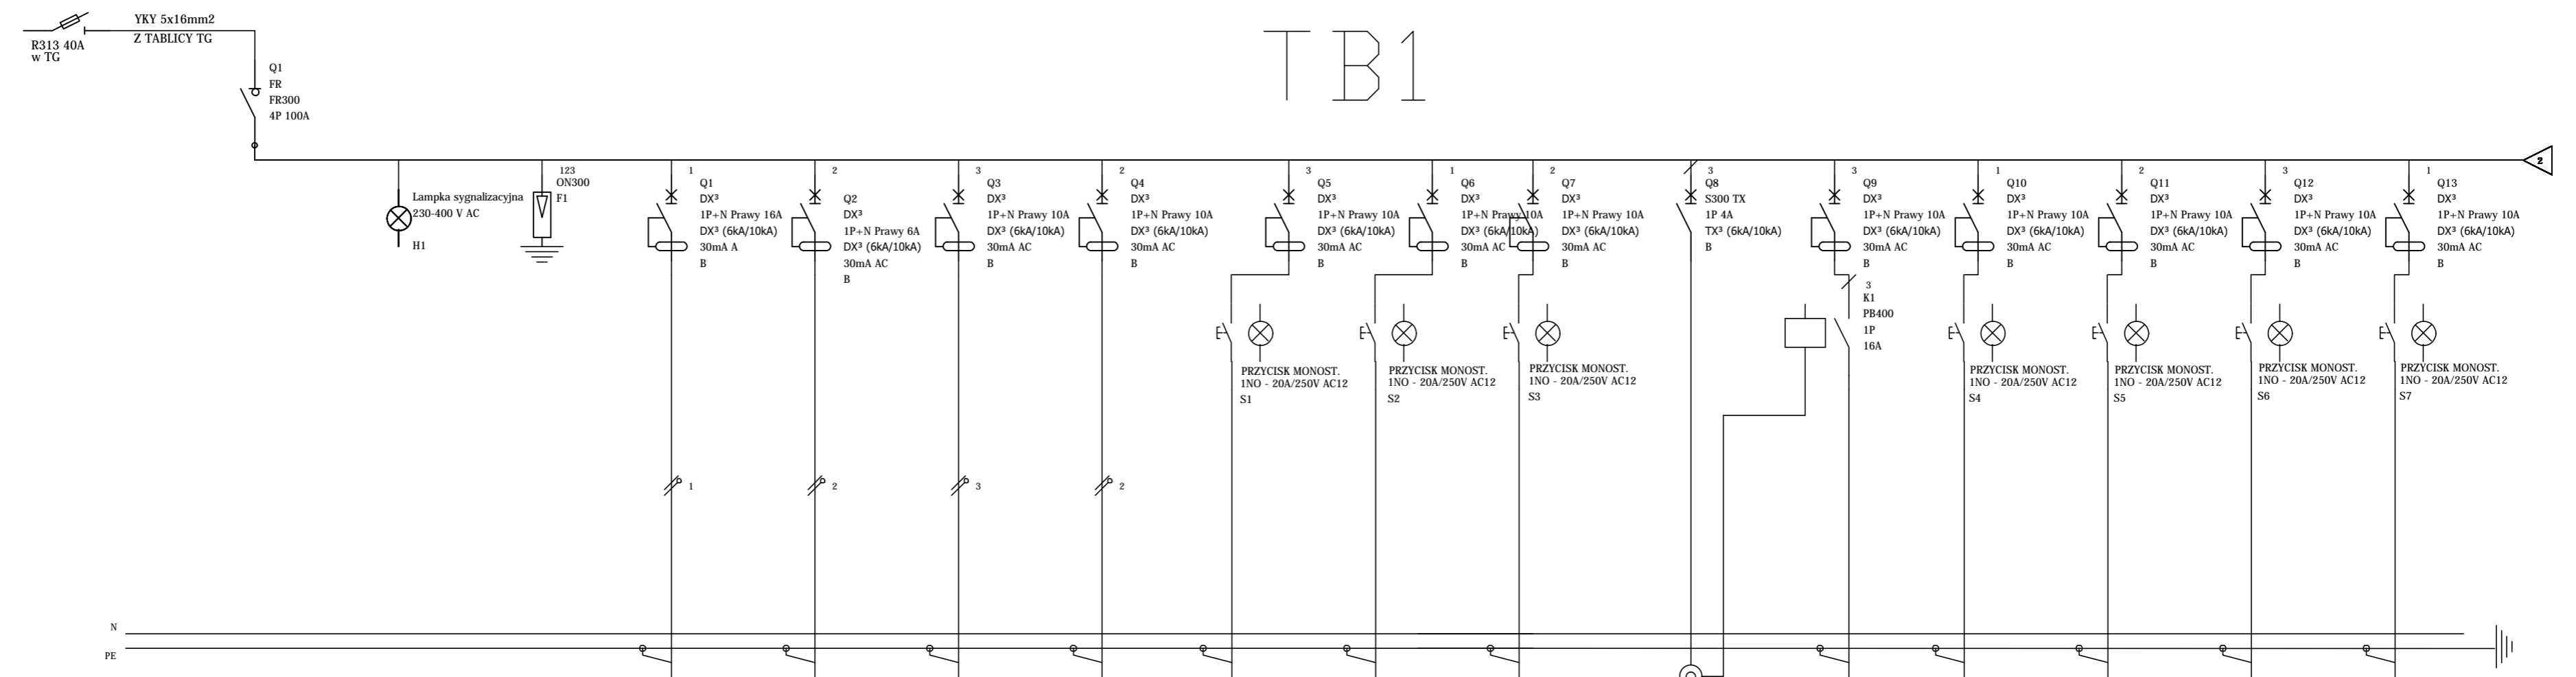 YKY 5x16mm2
Z TABLICY TG
R313 40A
w TG
Q1
FR
FR300
4P 100A
TB1
2
Lampka sygnalizacyjna
230-400 V AC
H1
123
ON300
F1
1
Q1
DX³
1P+N Prawy 16A
DX³ (6kA/10kA)
30mA A
B
2
Q2
DX³
1P+N Prawy 6A
DX³ (6kA/10kA)
30mA AC
B
3
Q3
DX³
1P+N Prawy 10A
DX³ (6kA/10kA)
30mA AC
B
2
Q4
DX³
1P+N Prawy 10A
DX³ (6kA/10kA)
30mA AC
B
3
Q5
DX³
1P+N Prawy 10A
DX³ (6kA/10kA)
30mA AC
B
1
Q6
DX³
1P+N Prawy 10A
DX³ (6kA/10kA)
30mA AC
B
2
Q7
DX³
1P+N Prawy 10A
DX³ (6kA/10kA)
30mA AC
B
3
Q8
S300 TX
1P 4A
TX³ (6kA/10kA)
B
3
Q9
DX³
1P+N Prawy 10A
DX³ (6kA/10kA)
30mA AC
B
3
K1
PB400
1P
16A
1
Q10
DX³
1P+N Prawy 10A
DX³ (6kA/10kA)
30mA AC
B
2
Q11
DX³
1P+N Prawy 10A
DX³ (6kA/10kA)
30mA AC
B
3
Q12
DX³
1P+N Prawy 10A
DX³ (6kA/10kA)
30mA AC
B
1
Q13
DX³
1P+N Prawy 10A
DX³ (6kA/10kA)
30mA AC
B
PRZYCISK MONOST.
1NO - 20A/250V AC12
S1
PRZYCISK MONOST.
1NO - 20A/250V AC12
S2
PRZYCISK MONOST.
1NO - 20A/250V AC12
S3
PRZYCISK MONOST.
1NO - 20A/250V AC12
S4
PRZYCISK MONOST.
1NO - 20A/250V AC12
S5
PRZYCISK MONOST.
1NO - 20A/250V AC12
S6
PRZYCISK MONOST.
1NO - 20A/250V AC12
S7
1
2
3
2
N
PE